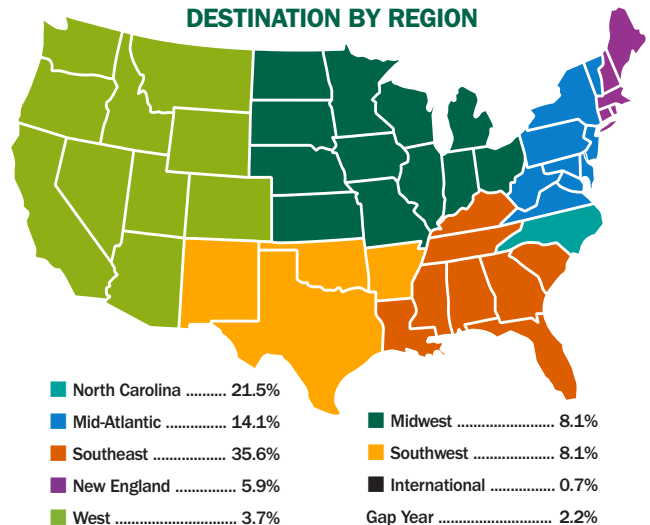 DESTINATION BY REGION
North Carolina .......... 21.5%
Mid-Atlantic ............... 14.1%
Southeast ................. 35.6%
New England ............. 5.9%
West ........................ 3.7%
Midwest ........................ 8.1%
Southwest ..................... 8.1%
International ................. 0.7%
Gap Year ............................ 2.2%